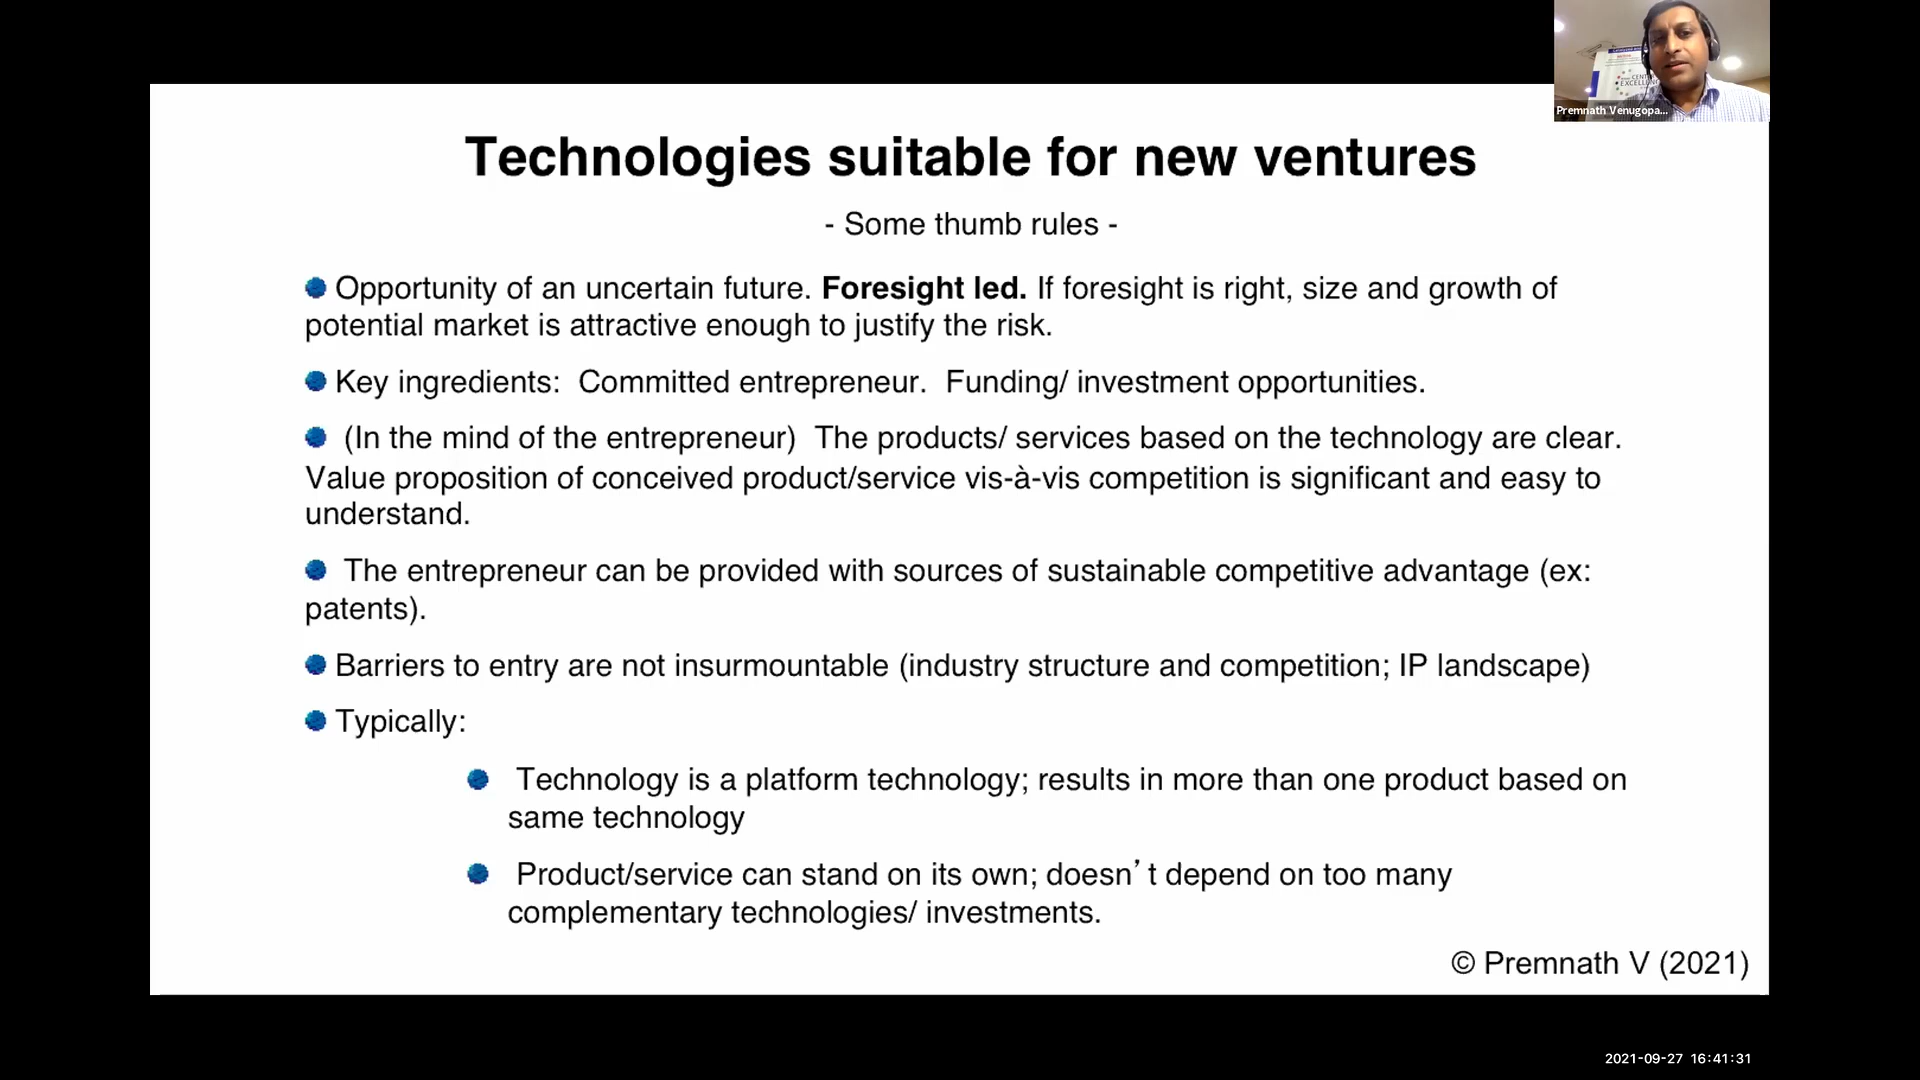 Technologies suitable for new ventures
- Some thumb rules -
Opportunity of an uncertain future. Foresight led. If foresight is right, size and growth of
potential market is attractive enough to justify the risk.
Key ingredients:  Committed entrepreneur.  Funding/ investment opportunities.
(In the mind of the entrepreneur)  The products/ services based on the technology are clear.
Value proposition of conceived product/service vis-à-vis competition is significant and easy to
understand.
The entrepreneur can be provided with sources of sustainable competitive advantage (ex:
patents).
Barriers to entry are not insurmountable (industry structure and competition; IP landscape)
Typically:
Technology is a platform technology; results in more than one product based on
same technology
Product/service can stand on its own; doesn’t depend on too many
complementary technologies/ investments.
© Premnath V (2021)
Premnath Venugopa...
2021-09-27 16:41:31